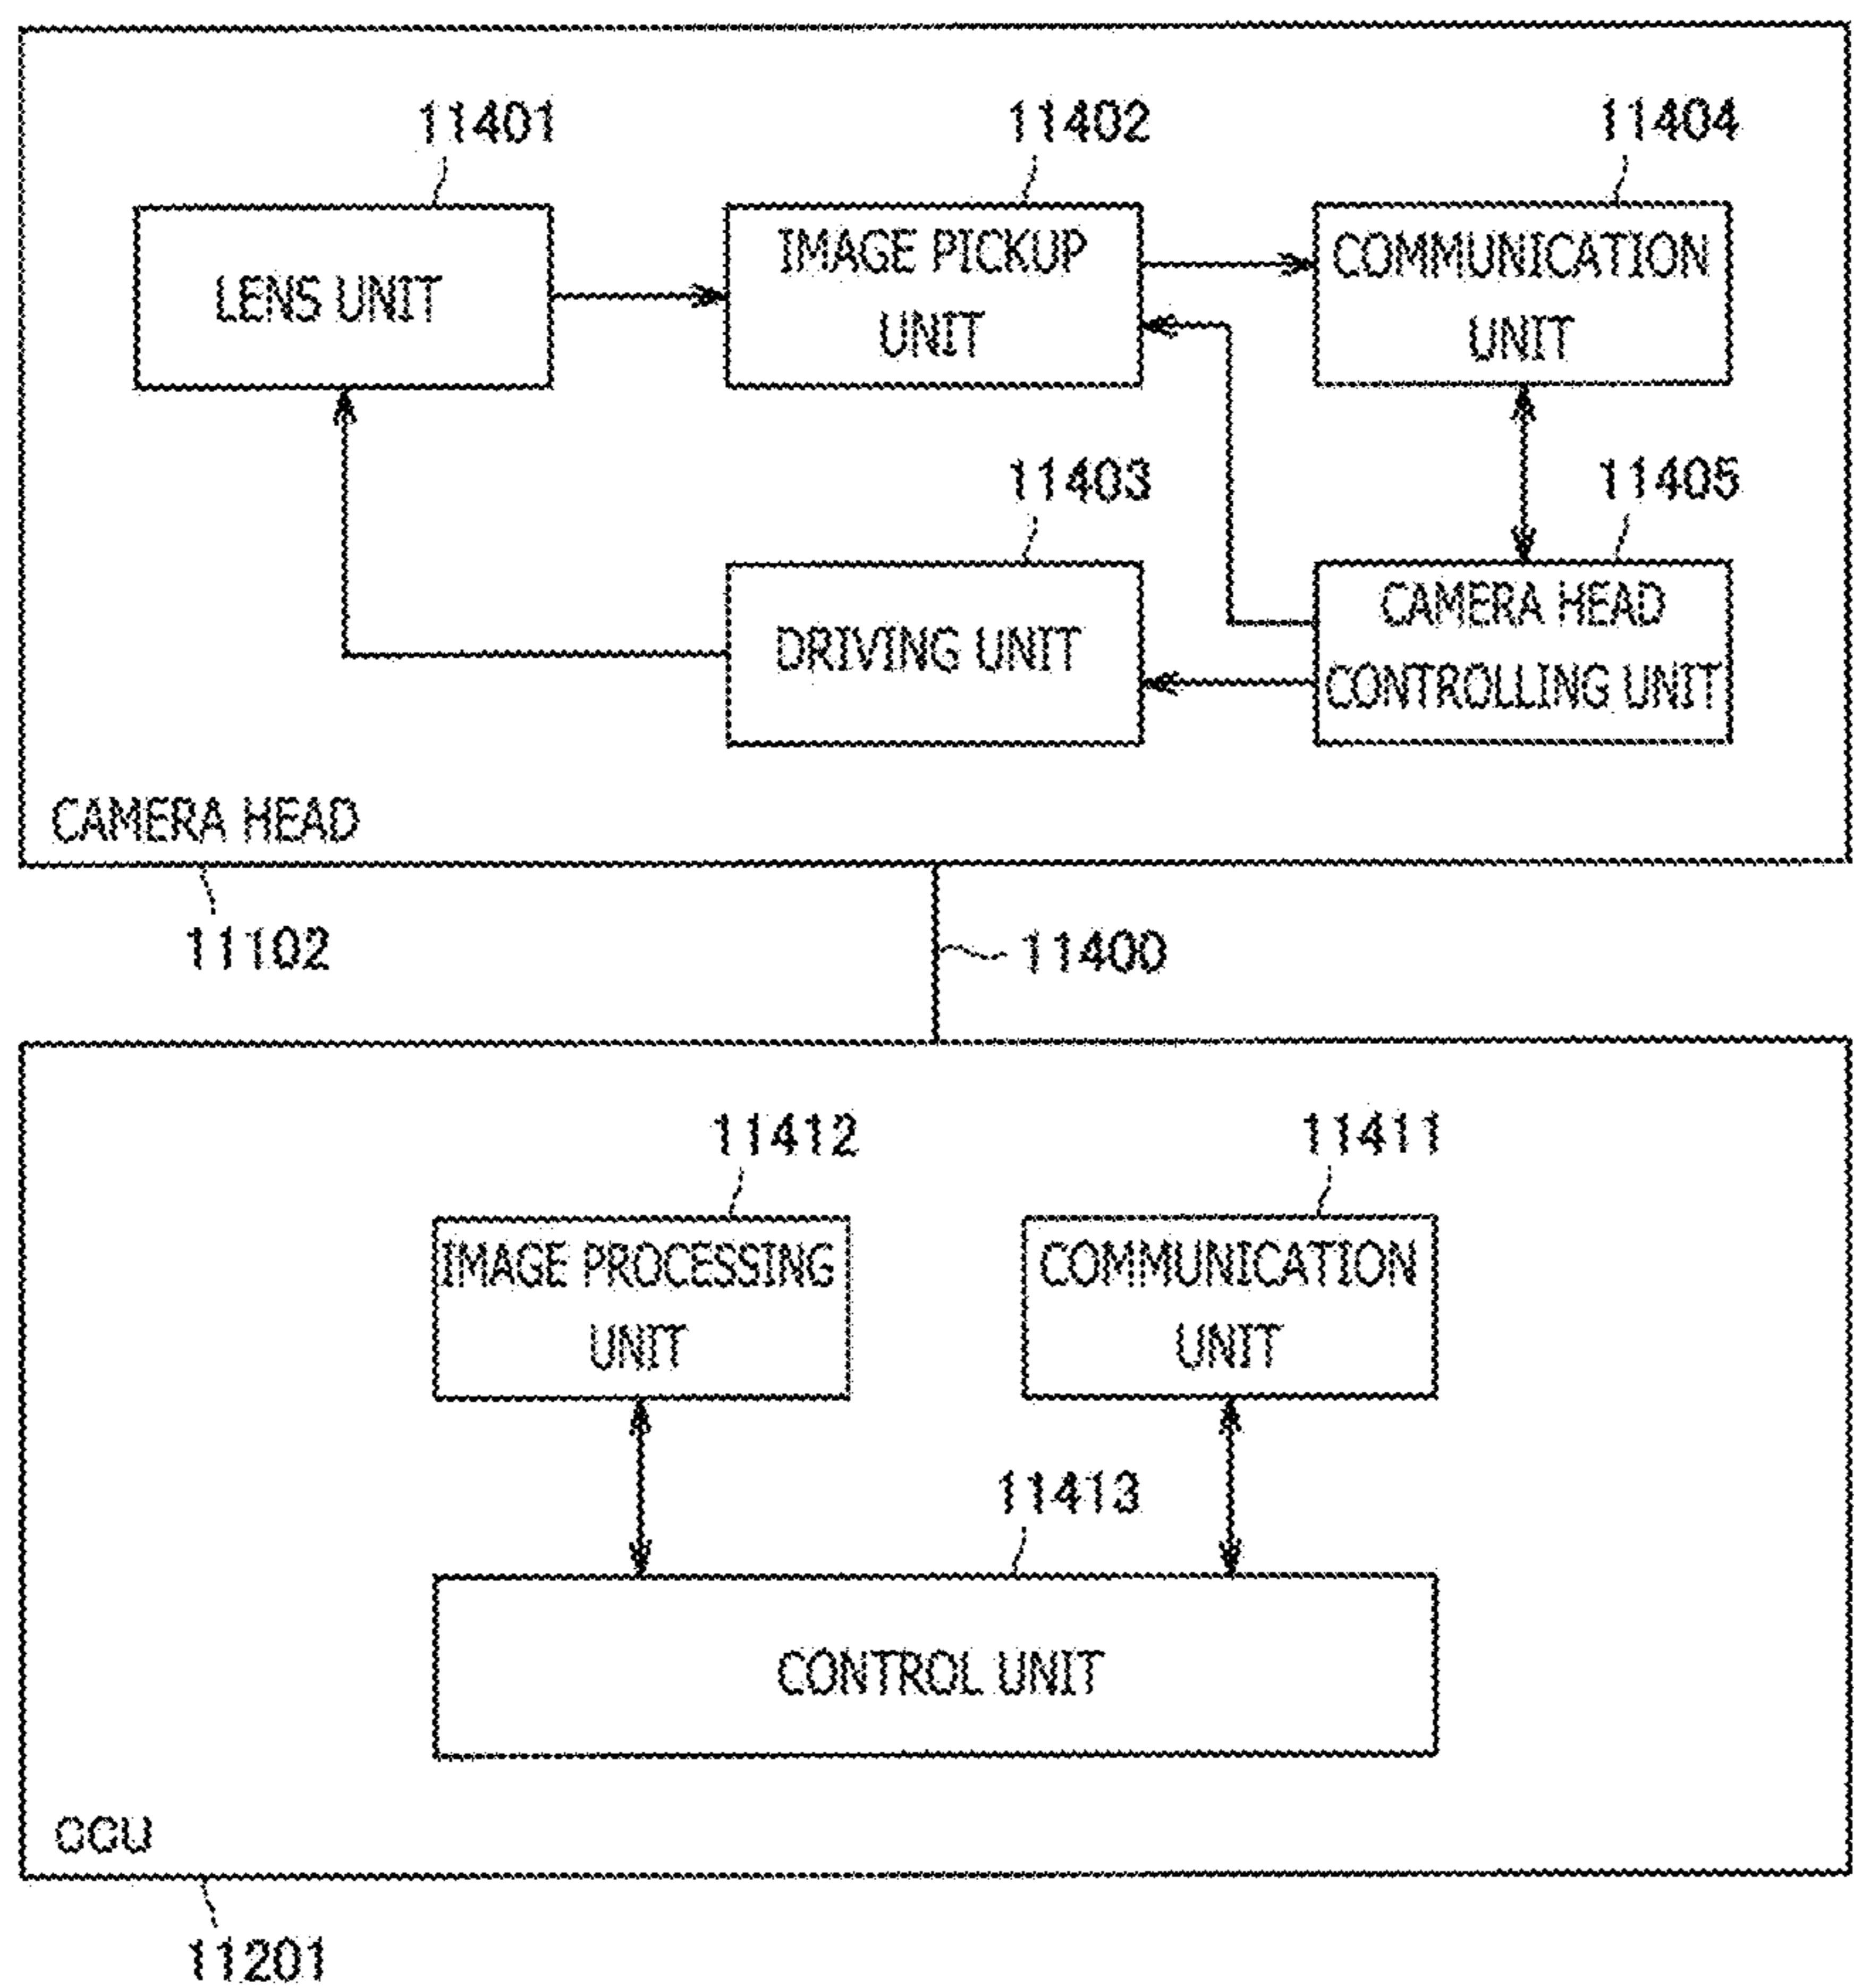 11401
11402
11404
LENS UNIT
IMAGE PICKUP
UNIT
COMMUNICATION
UNIT
11403
11405
DRIVING UNIT
CAMERA HEAD
CONTROLLING UNIT
CAMERA HEAD
11102
11400
11412
11411
IMAGE PROCESSING
UNIT
COMMUNICATION
UNIT
11413
CONTROL UNIT
CCU
11201